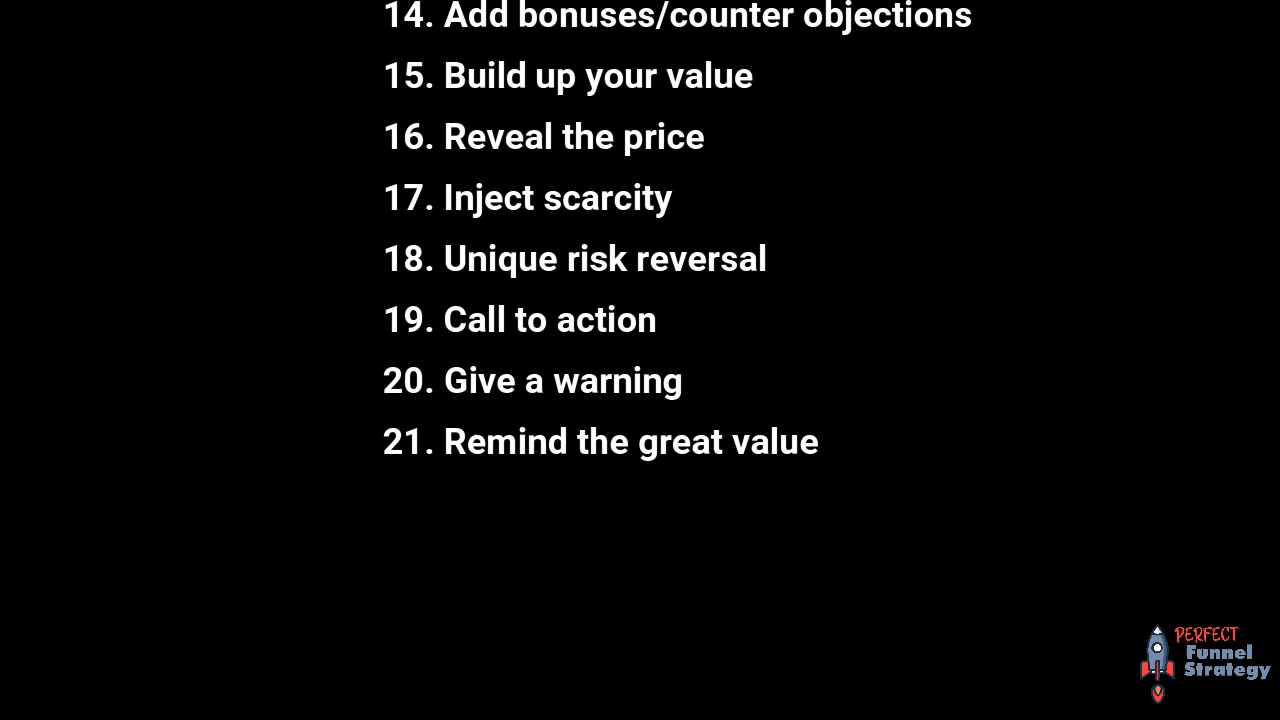 14. Add bonuses/counter objections
15. Build up your value
16. Reveal the price
17. Inject scarcity
18. Unique risk reversal
19. Call to action
20. Give a warning
21. Remind the great value
PERFECT
Funnel
Strategy